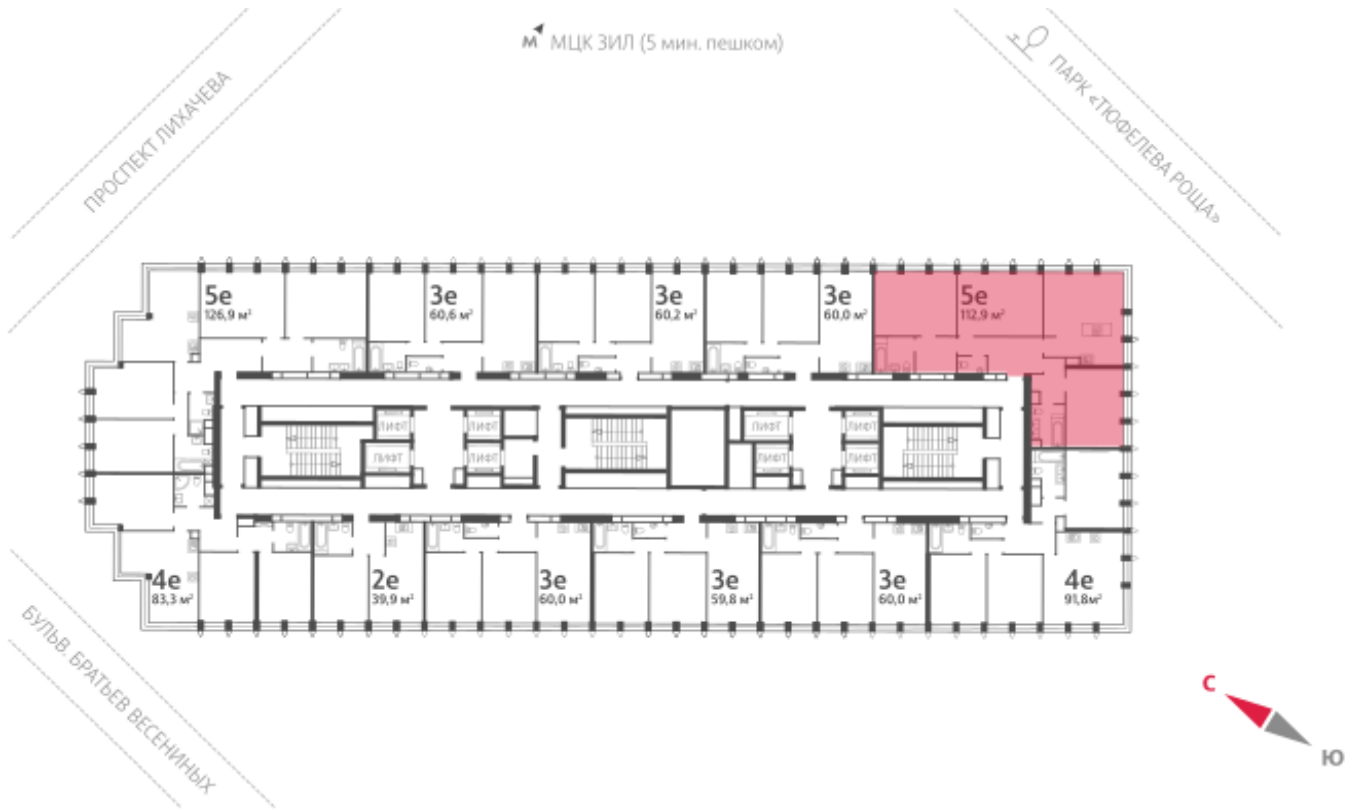 М МЦК ЗИЛ (5 мин. пешком)
ПРОСПЕКТ ЛИХАЧЕВА
ПАРК «ТЮФЕЛЕВА РОЩА»
5е
126,9 м²
3е
60,6 м²
3е
60,2 м²
3е
60,0 м²
5е
112,9 м²
ЛИФТ
ЛИФТ
ЛИФТ
ЛИФТ
ЛИФТ
ЛИФТ
ЛИФТ
ЛИФТ
4е
83,3 м²
2е
39,9 м²
3е
60,0 м²
3е
59,8 м²
3е
60,0 м²
4е
91,8м²
БУЛЬВ. БРАТЬЕВ ВЕСЕНИНЫХ
С
Ю